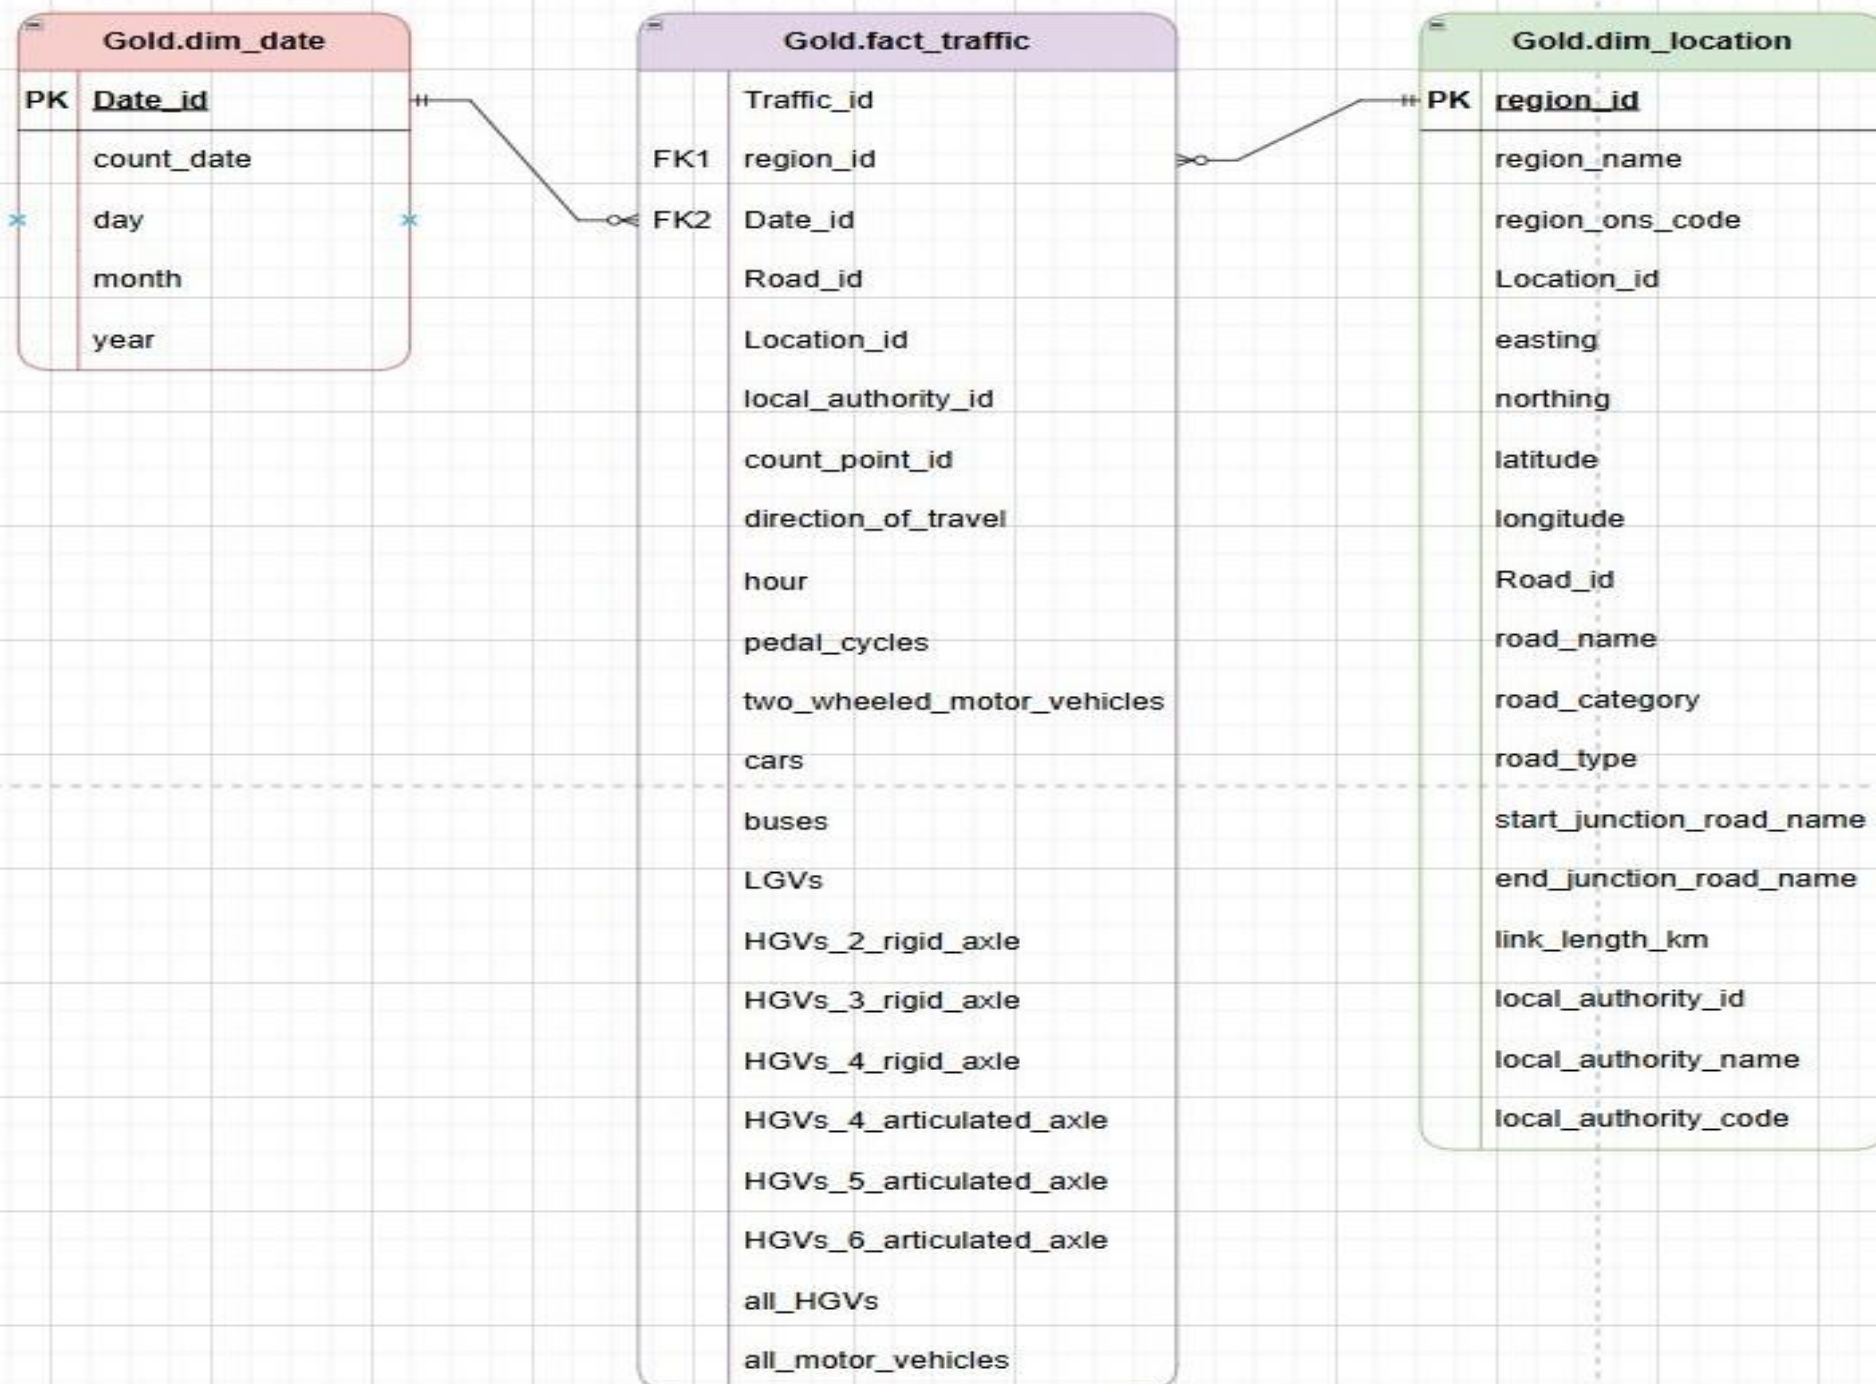 Gold.dim_date
PK Date_id
count_date
day
month
year
Gold.fact_traffic
Traffic_id
FK1 region_id
FK2 Date_id
Road_id
Location_id
local_authority_id
count_point_id
direction_of_travel
hour
pedal_cycles
two_wheeled_motor_vehicles
cars
buses
LGVs
HGVs_2_rigid_axle
HGVs_3_rigid_axle
HGVs_4_rigid_axle
HGVs_4_articulated_axle
HGVs_5_articulated_axle
HGVs_6_articulated_axle
all_HGVs
all_motor_vehicles
Gold.dim_location
PK region_id
region_name
region_ons_code
Location_id
easting
northing
latitude
longitude
Road_id
road_name
road_category
road_type
start_junction_road_name
end_junction_road_name
link_length_km
local_authority_id
local_authority_name
local_authority_code